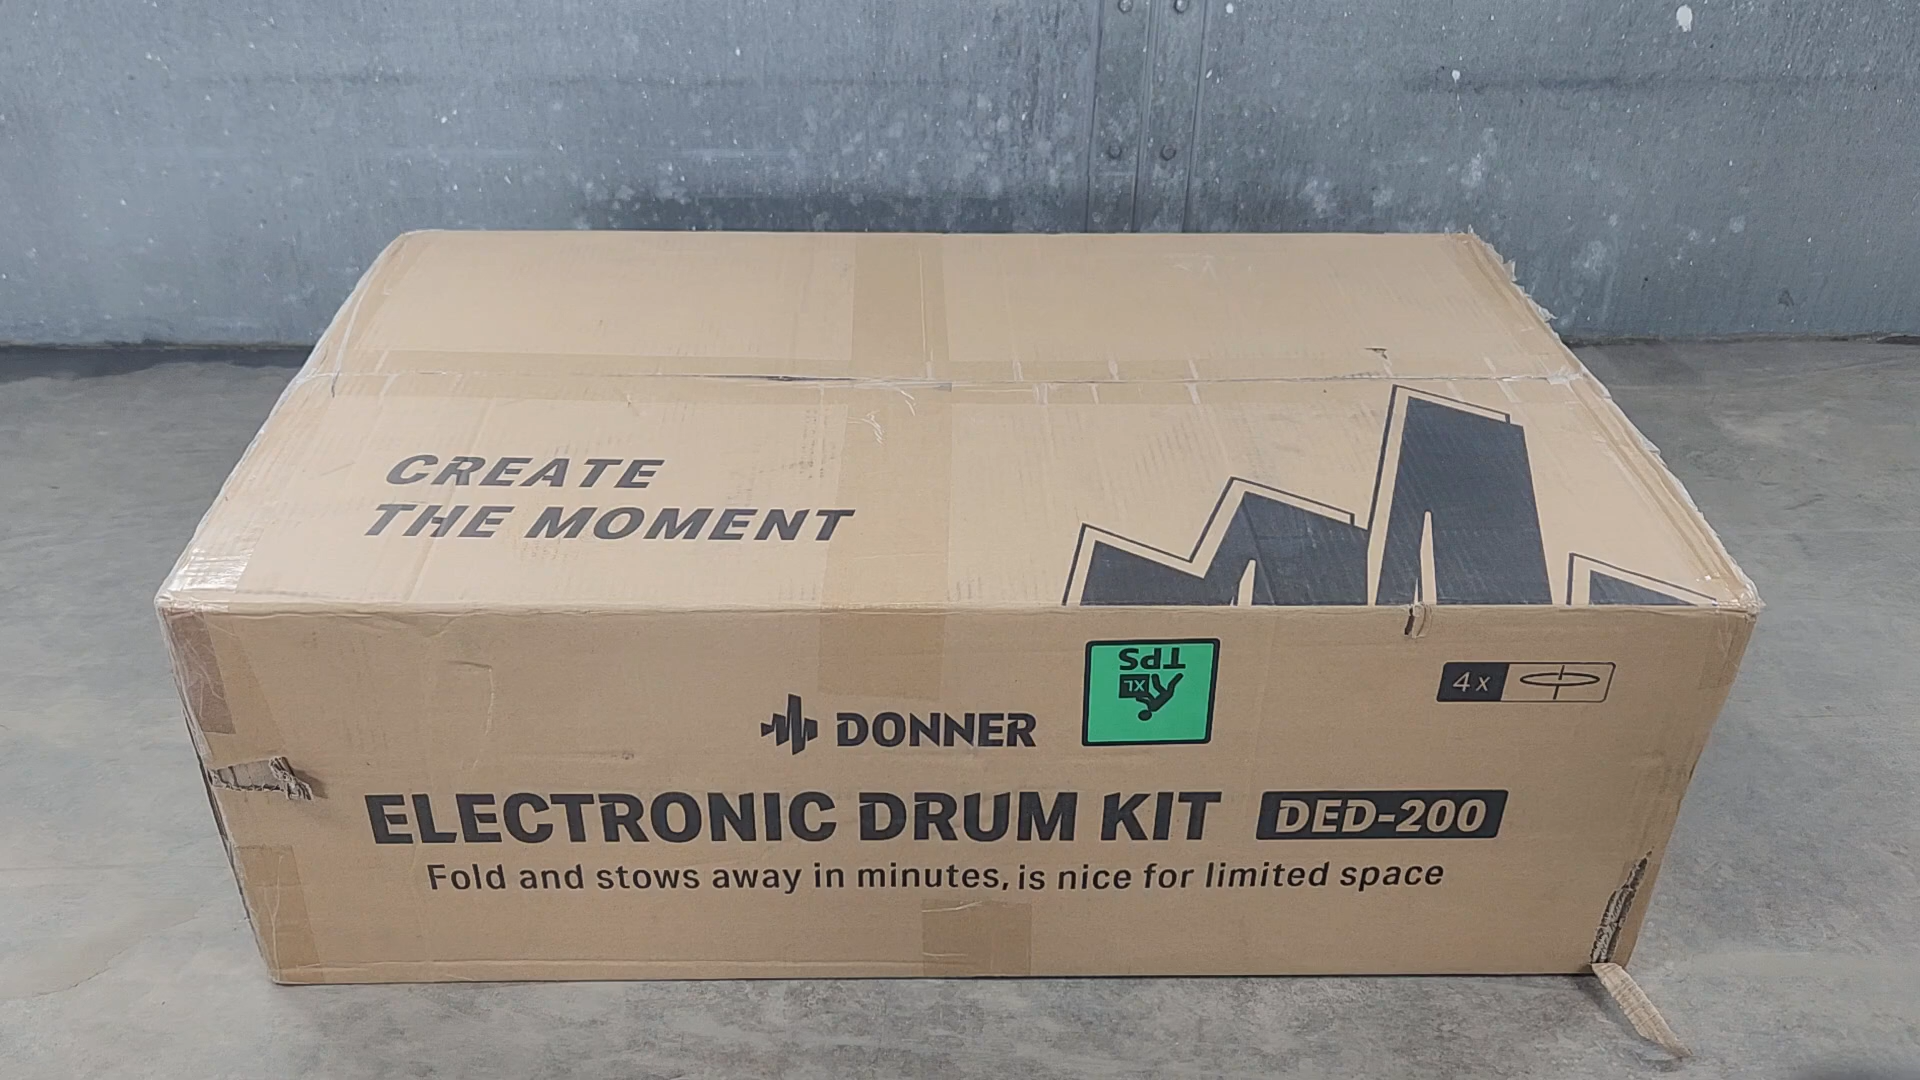 CREATE
THE MOMENT
TPS
XL
4x
DONNER
ELECTRONIC DRUM KIT DED-200
Fold and stows away in minutes, is nice for limited space